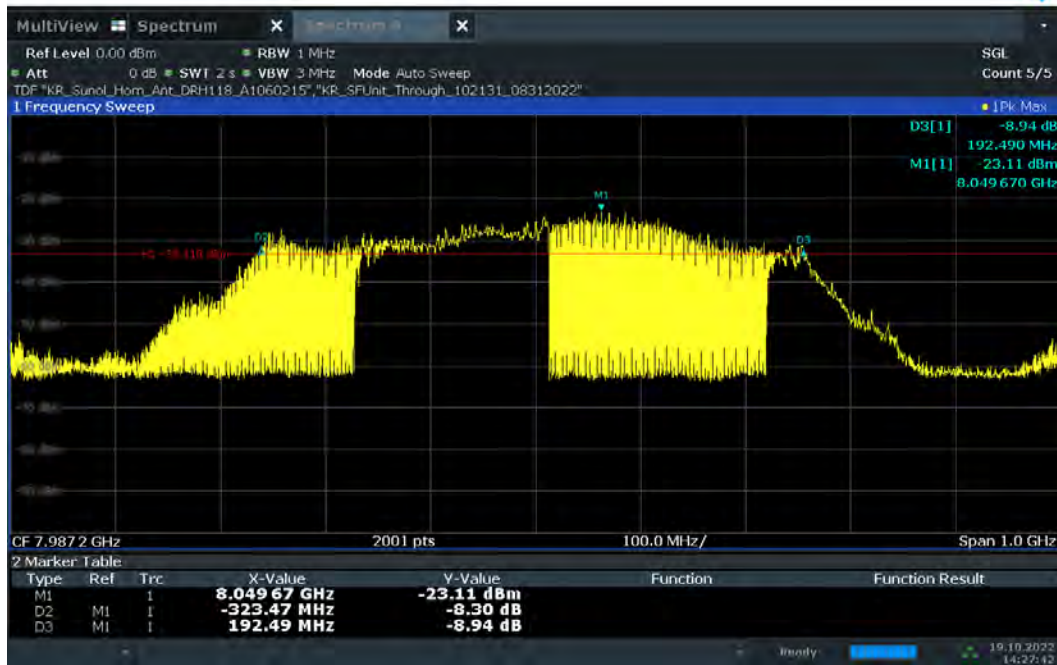 MultiView Spectrum X X
Ref Level 0.00 dBm RBW 1 MHz SGL
Att 0 dB SWT 2 s VBW 3 MHz Mode Auto Sweep Count 5/5
TDF "KR_Sunol_Horn_Ant_DRH118_A1060215","KR_SFUnit_Through_102131_08312022"
1 Frequency Sweep 1Pk Max
D3[1] -8.94 dB
192.490 MHz
M1[1] -23.11 dBm
8.049 670 GHz
M1
D2 D3
CF 7.987 2 GHz 2001 pts 100.0 MHz/ Span 1.0 GHz
2 Marker Table
Type Ref Trc X-Value Y-Value Function Function Result
M1 1 8.049 67 GHz -23.11 dBm
D2 M1 1 -323.47 MHz -8.30 dB
D3 M1 1 192.49 MHz -8.94 dB
Ready 19.10.2022
14:27:42